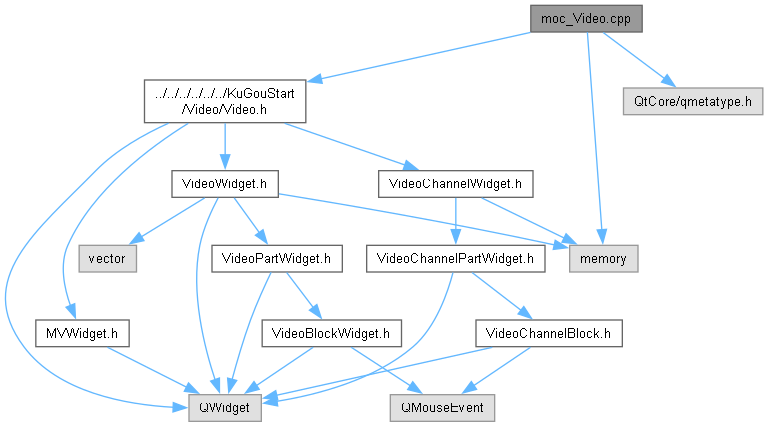 moc_Video.cpp
../../../../../../KuGouStart
/Video/Video.h
QtCore/qmetatype.h
VideoWidget.h
VideoChannelWidget.h
vector
VideoPartWidget.h
VideoChannelPartWidget.h
memory
MVWidget.h
VideoBlockWidget.h
VideoChannelBlock.h
QWidget
QMouseEvent